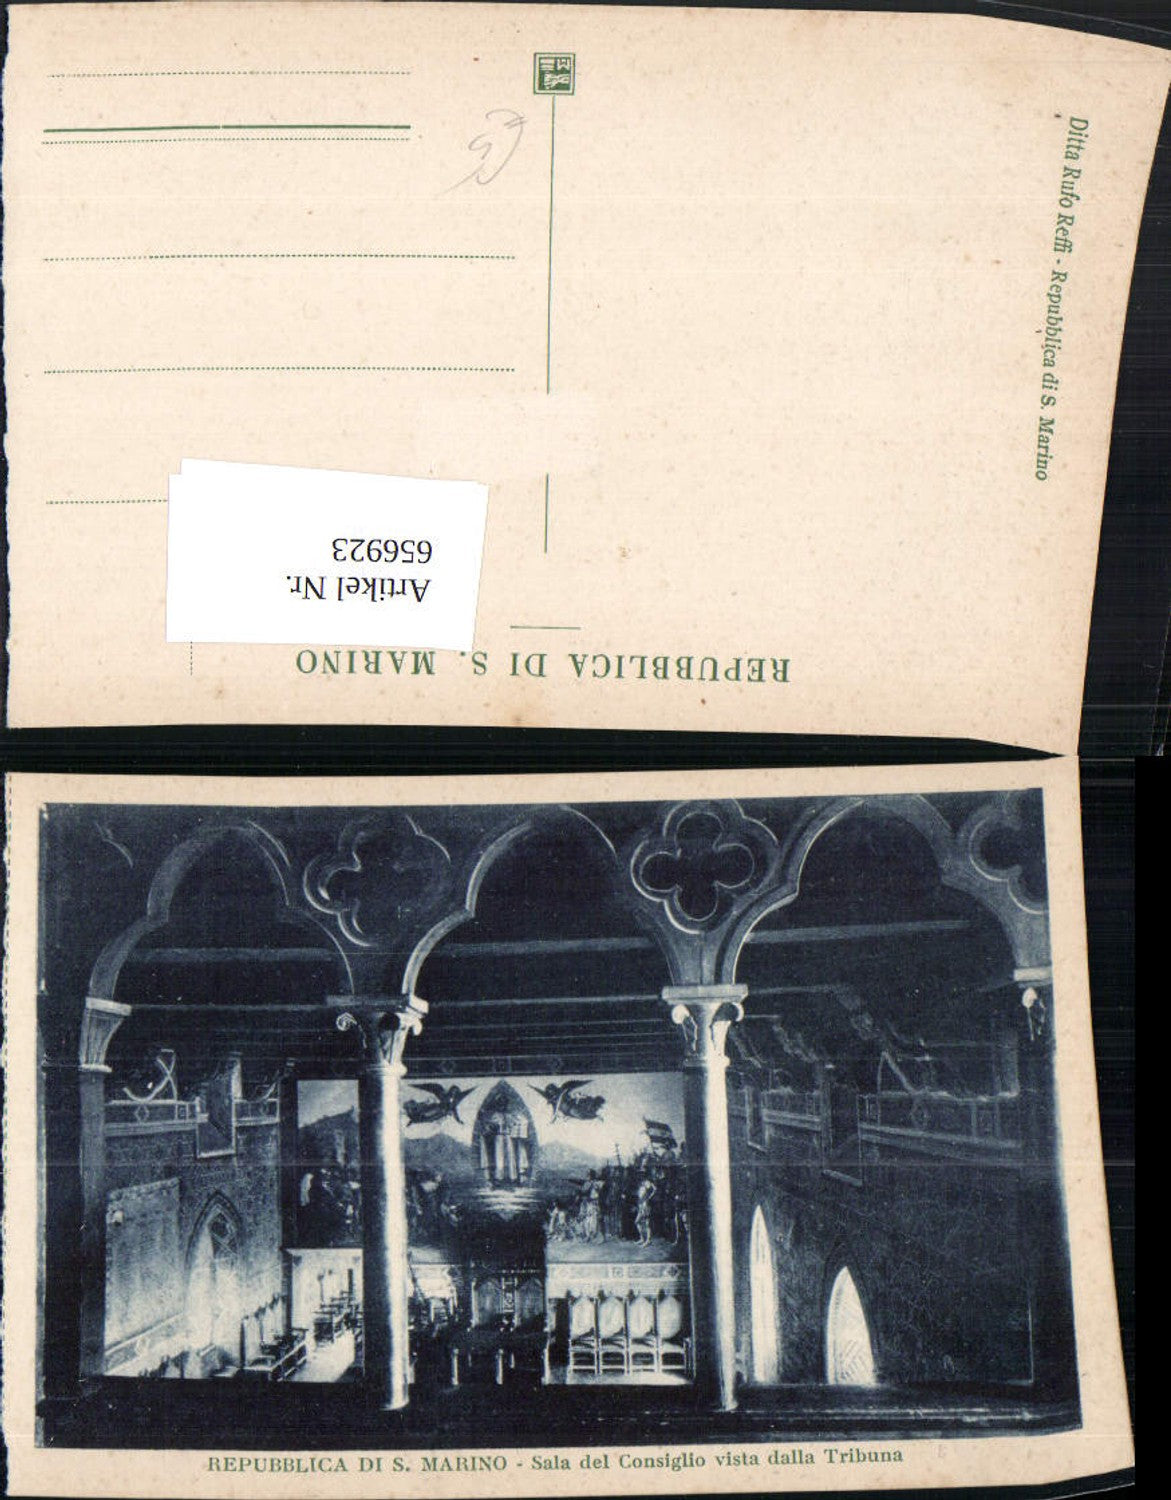 REPUBBLICA DI S. MARINO
Artikel Nr.
656923
Ditta Rufo Reffi - Repubblica di S. Marino
REPUBBLICA DI S. MARINO - Sala del Consiglio vista dalla Tribuna